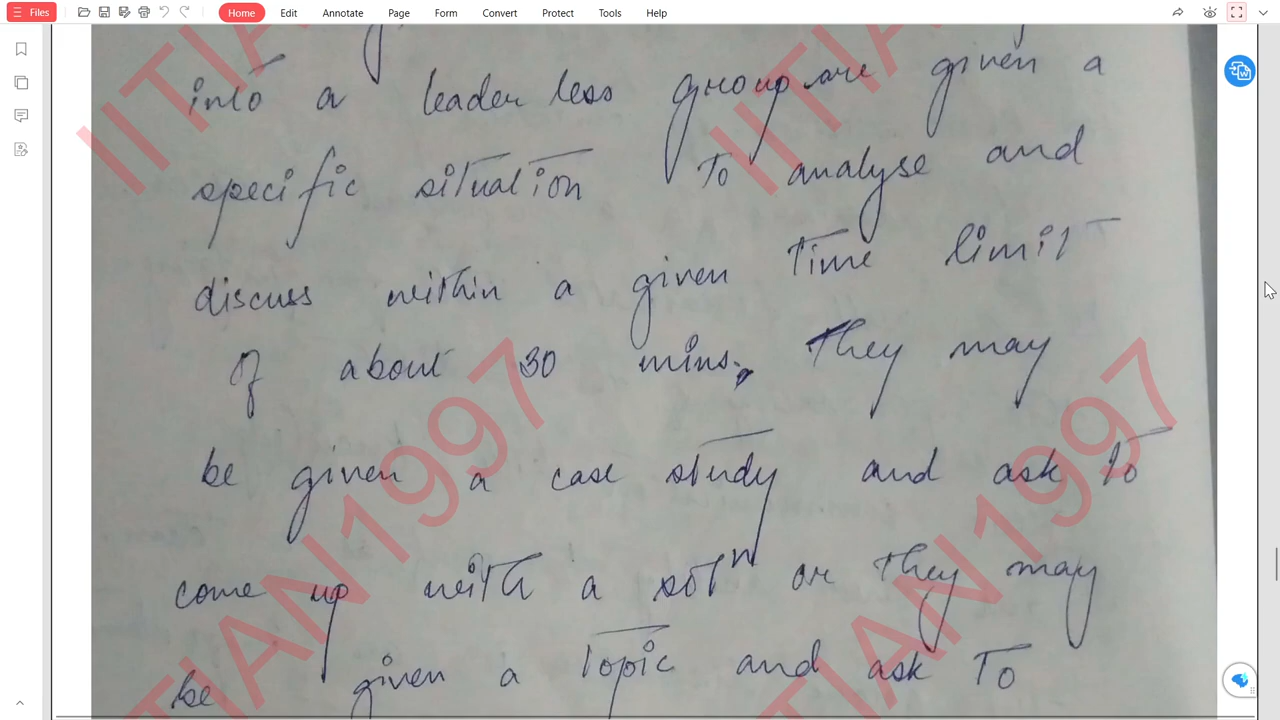 Files
Home
Edit
Annotate
Page
Form
Convert
Protect
Tools
Help
into a leader less group are given a
specific situation to analyse and
discuss within a given time limit
of about 30 mins. They may
be given a case study and ask to
come up with a solⁿ or they may
be given a topic and ask to
IITIAN1997
IITIAN1997